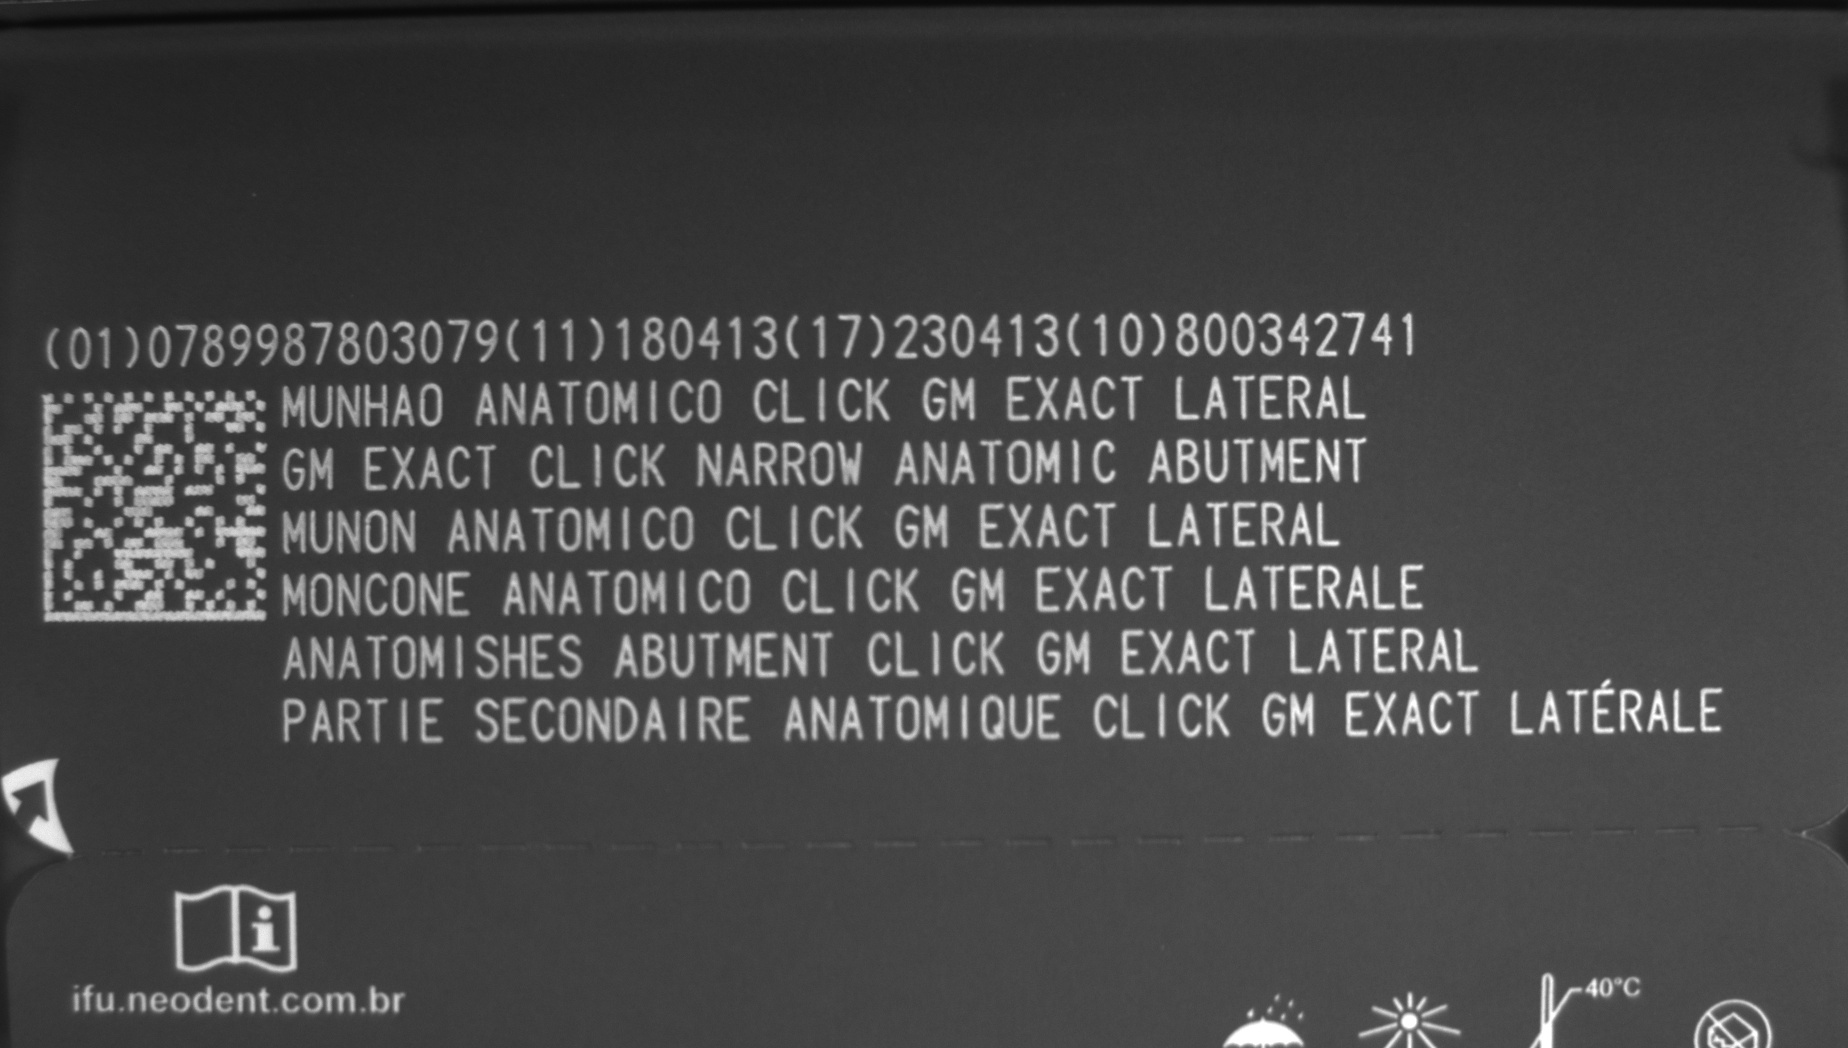 (01)0789987803079(11)180413(17)230413(10)800342741
MUNHAO ANATOMICO CLICK GM EXACT LATERAL
GM EXACT CLICK NARROW ANATOMIC ABUTMENT
MUNON ANATOMICO CLICK GM EXACT LATERAL
MONCONE ANATOMICO CLICK GM EXACT LATERALE
ANATOMISHES ABUTMENT CLICK GM EXACT LATERAL
PARTIE SECONDAIRE ANATOMIQUE CLICK GM EXACT LATÉRALE
ifu.neodent.com.br
40°C